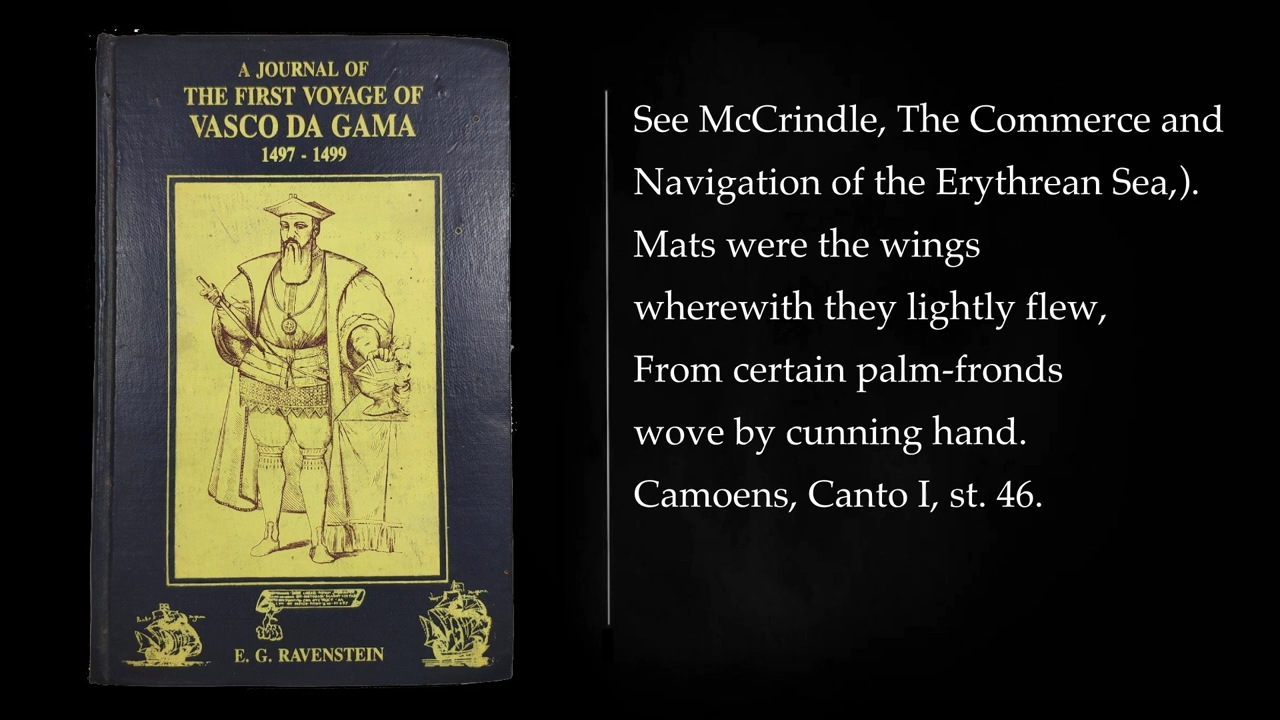 A JOURNAL OF
THE FIRST VOYAGE OF
VASCO DA GAMA
1497 - 1499
E. G. RAVENSTEIN
See McCrindle, The Commerce and
Navigation of the Erythrean Sea,).
Mats were the wings
wherewith they lightly flew,
From certain palm-fronds
wove by cunning hand.
Camoens, Canto I, st. 46.